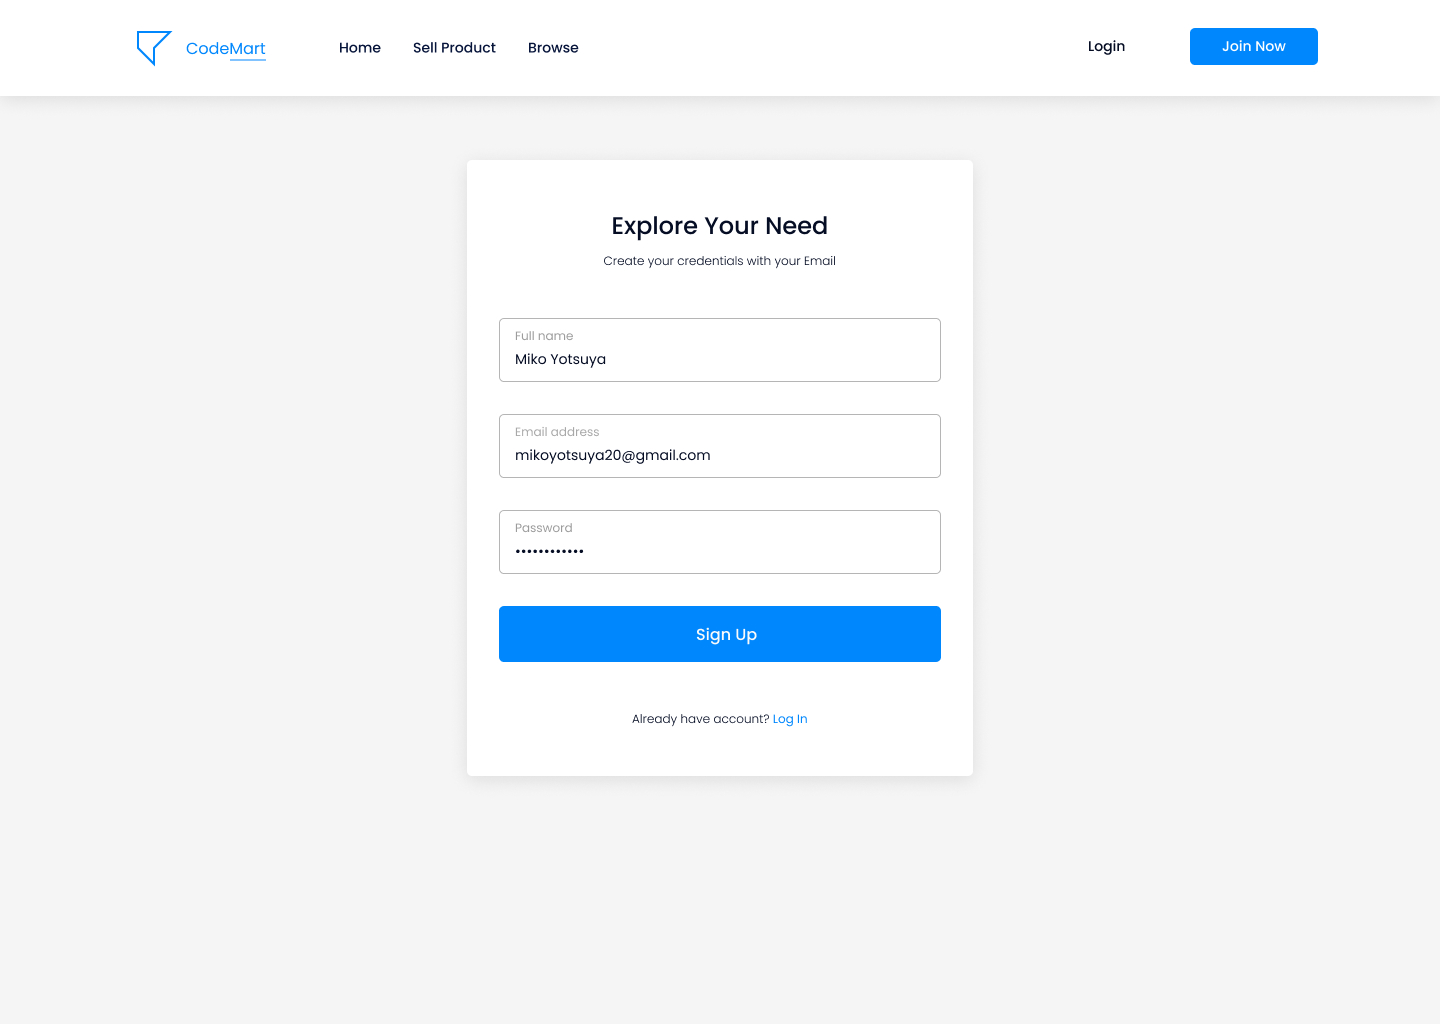 CodeMart
Home
Sell Product
Browse
Login
Join Now
Explore Your Need
Create your credentials with your Email
Full name
Miko Yotsuya
Email address
mikoyotsuya20@gmail.com
Password
••••••••••••
Sign Up
Already have account? Log In